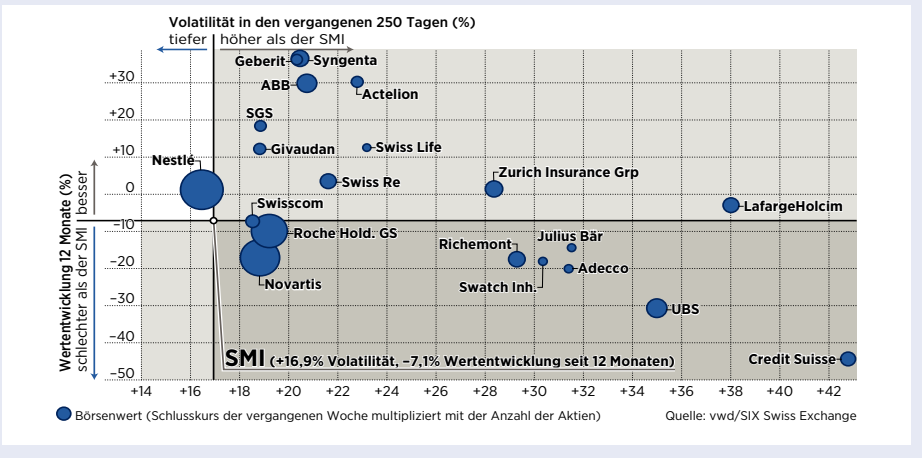 Volatilität in den vergangenen 250 Tagen (%)
tiefer höher als der SMI
Geberit Syngenta
ABB
Actelion
SGS
Givaudan
Swiss Life
Nestlé
Swiss Re
Zurich Insurance Grp
Swisscom
LafargeHolcim
Roche Hold. GS
Julius Bär
Richemont
Adecco
Swatch Inh.
Novartis
UBS
Credit Suisse
SMI (+16,9% Volatilität, –7,1% Wertentwicklung seit 12 Monaten)
Wertentwicklung 12 Monate (%)
schlechter als der SMI besser
+30
+20
+10
0
–10
–20
–30
–40
–50
+14 +16 +18 +20 +22 +24 +26 +28 +30 +32 +34 +36 +38 +40 +42
Börsenwert (Schlusskurs der vergangenen Woche multipliziert mit der Anzahl der Aktien)
Quelle: vwd/SIX Swiss Exchange